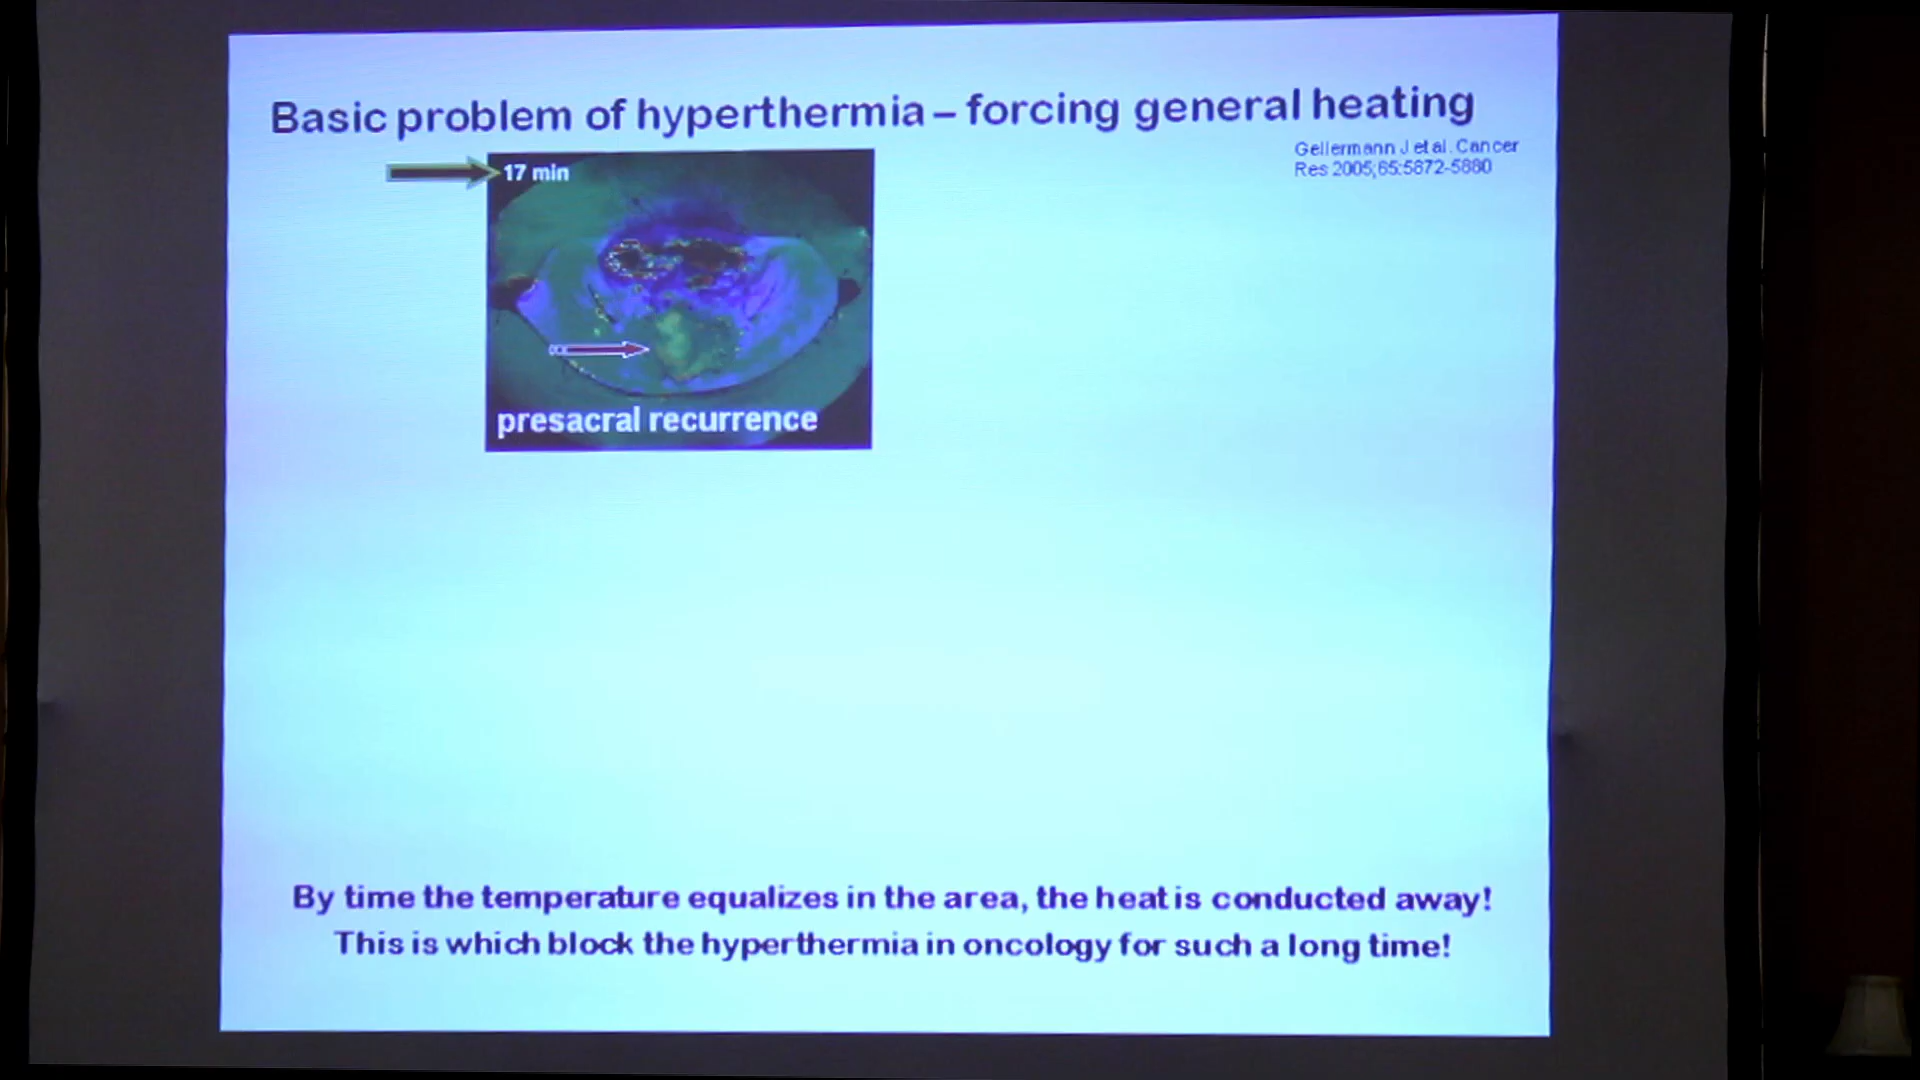 Basic problem of hyperthermia – forcing general heating
Gellermann J et al. Cancer
Res 2005;65:5872-5880
17 min
presacral recurrence
By time the temperature equalizes in the area, the heat is conducted away!
This is which block the hyperthermia in oncology for such a long time!